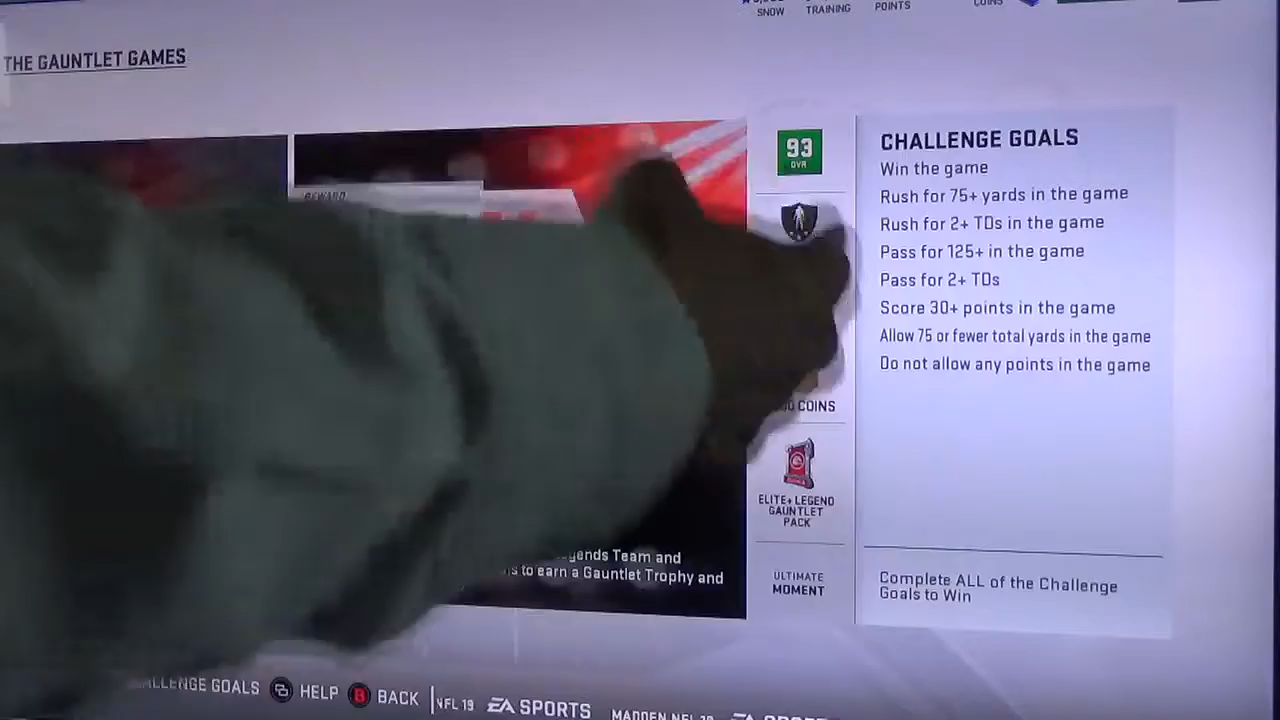 SNOW
TRAINING
POINTS
COINS
THE GAUNTLET GAMES
REWARD
93
OVR
COINS
ELITE+ LEGEND
GAUNTLET
PACK
ULTIMATE
MOMENT
CHALLENGE GOALS
Win the game
Rush for 75+ yards in the game
Rush for 2+ TDs in the game
Pass for 125+ in the game
Pass for 2+ TDs
Score 30+ points in the game
Allow 75 or fewer total yards in the game
Do not allow any points in the game
Complete ALL of the Challenge
Goals to Win
Team and
to earn a Gauntlet Trophy and
GOALS HELP B BACK NFL 19 EA SPORTS MADDEN NFL 19 EA SPORTS